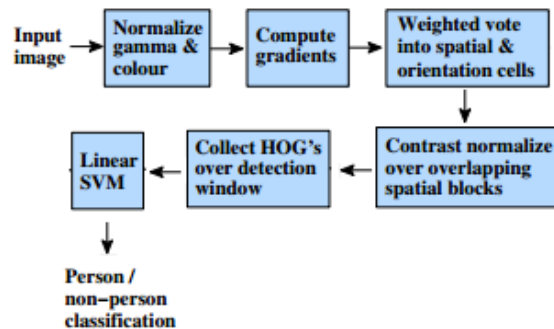 Input
image
Normalize
gamma &
colour
Compute
gradients
Weighted vote
into spatial &
orientation cells
Contrast normalize
over overlapping
spatial blocks
Collect HOG's
over detection
window
Linear
SVM
Person /
non−person
classification